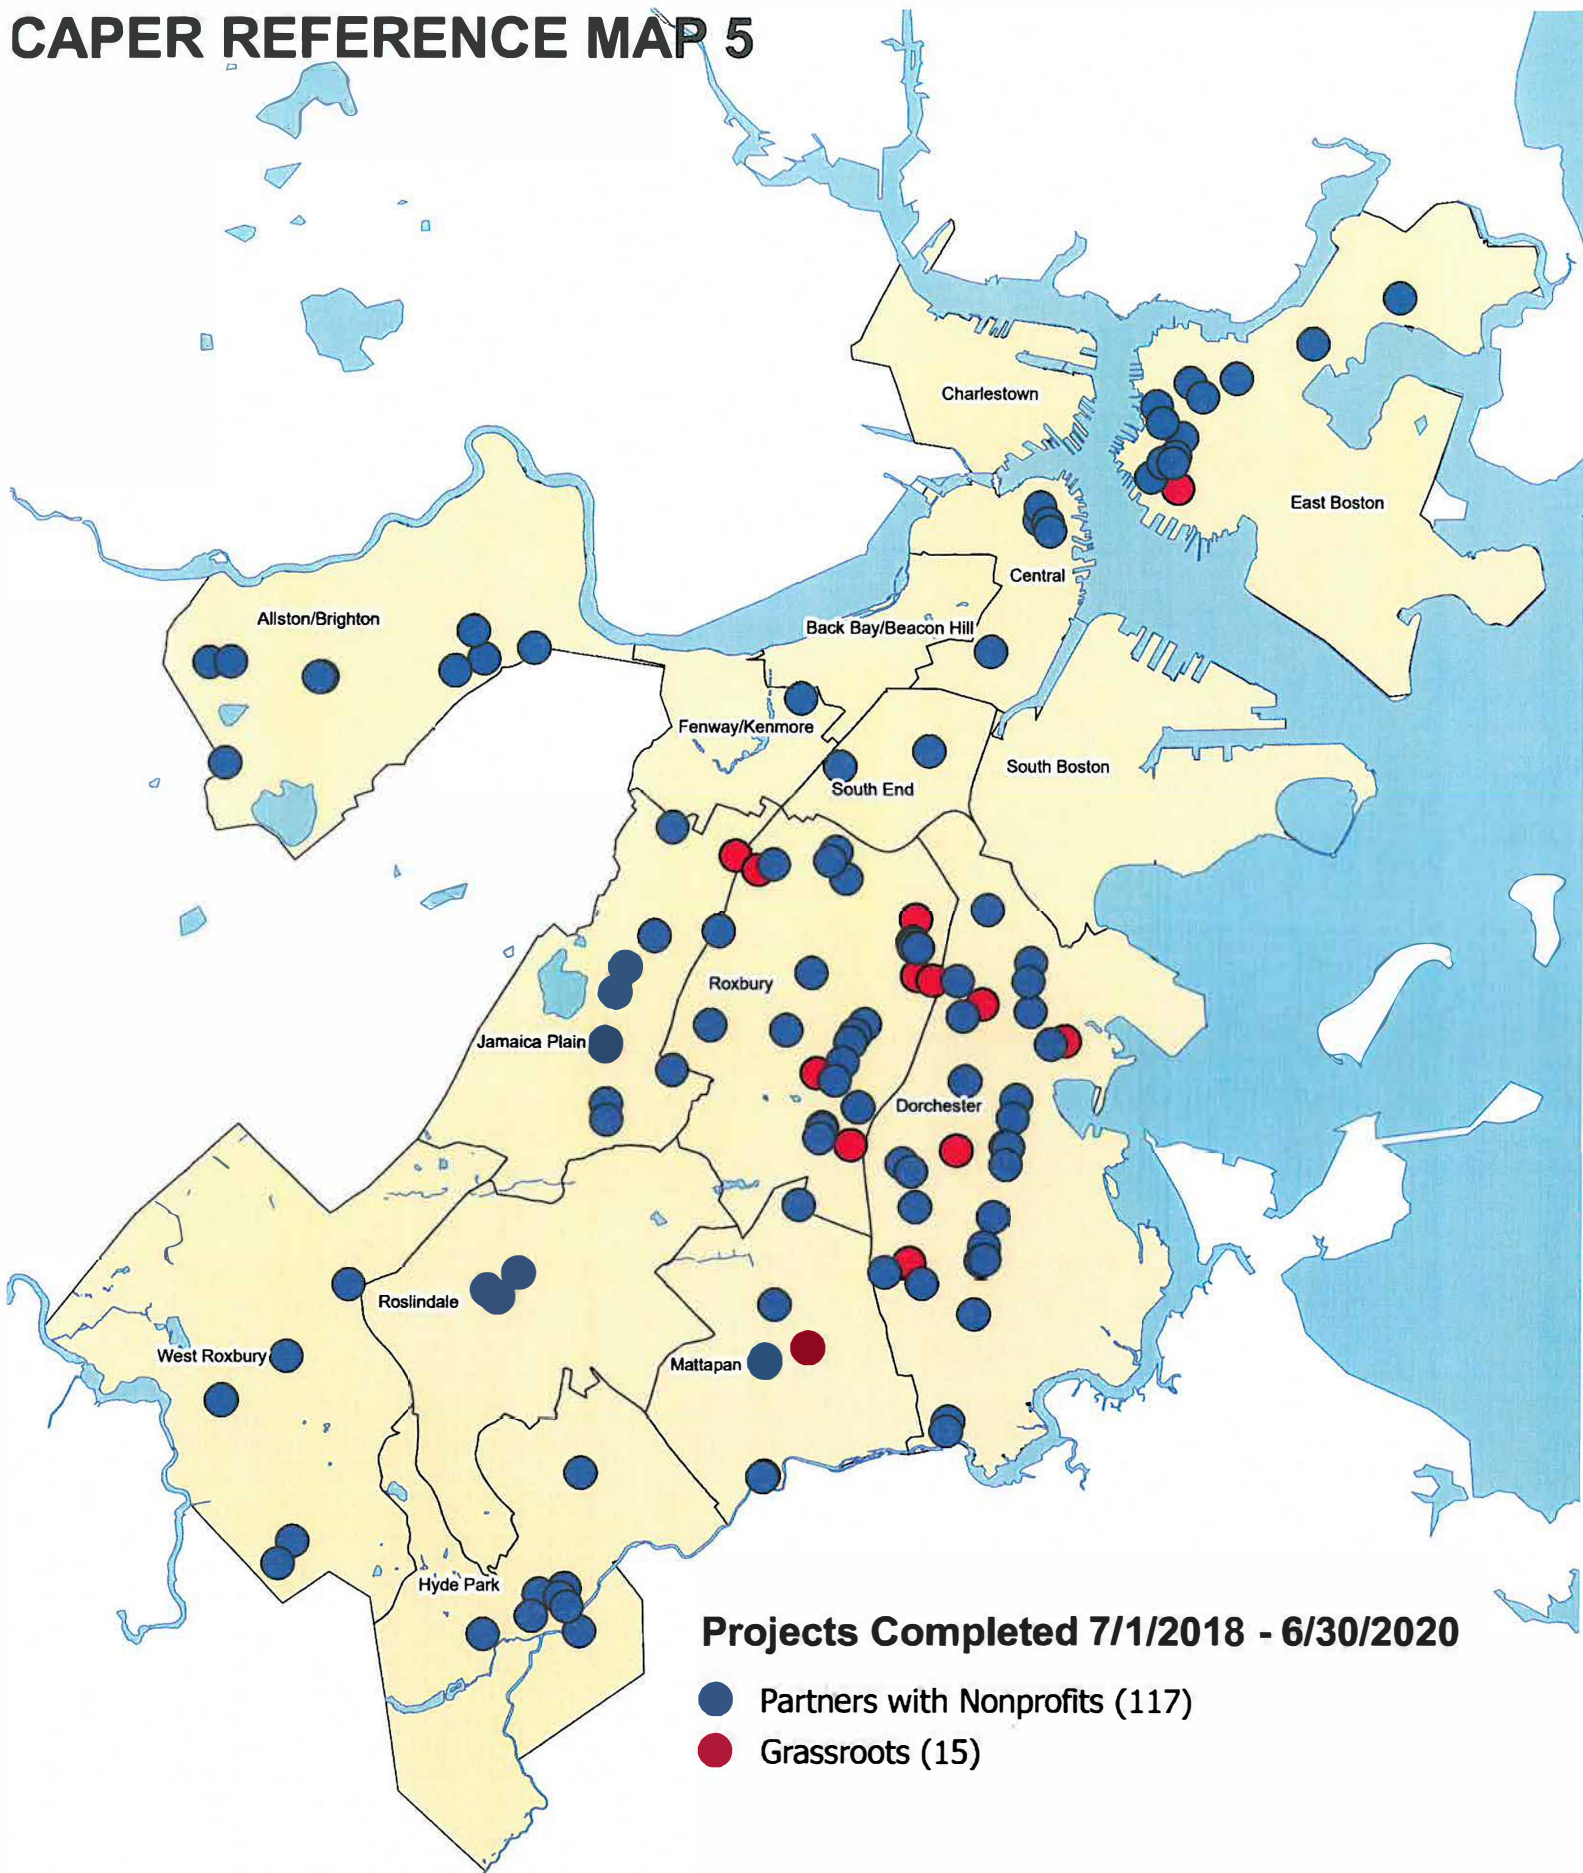 CAPER REFERENCE MAP 5
Charlestown
East Boston
Central
Allston/Brighton
Back Bay/Beacon Hill
Fenway/Kenmore
South Boston
South End
Roxbury
Jamaica Plain
Dorchester
Roslindale
West Roxbury
Mattapan
Hyde Park
Projects Completed 7/1/2018 - 6/30/2020
Partners with Nonprofits (117)
Grassroots (15)